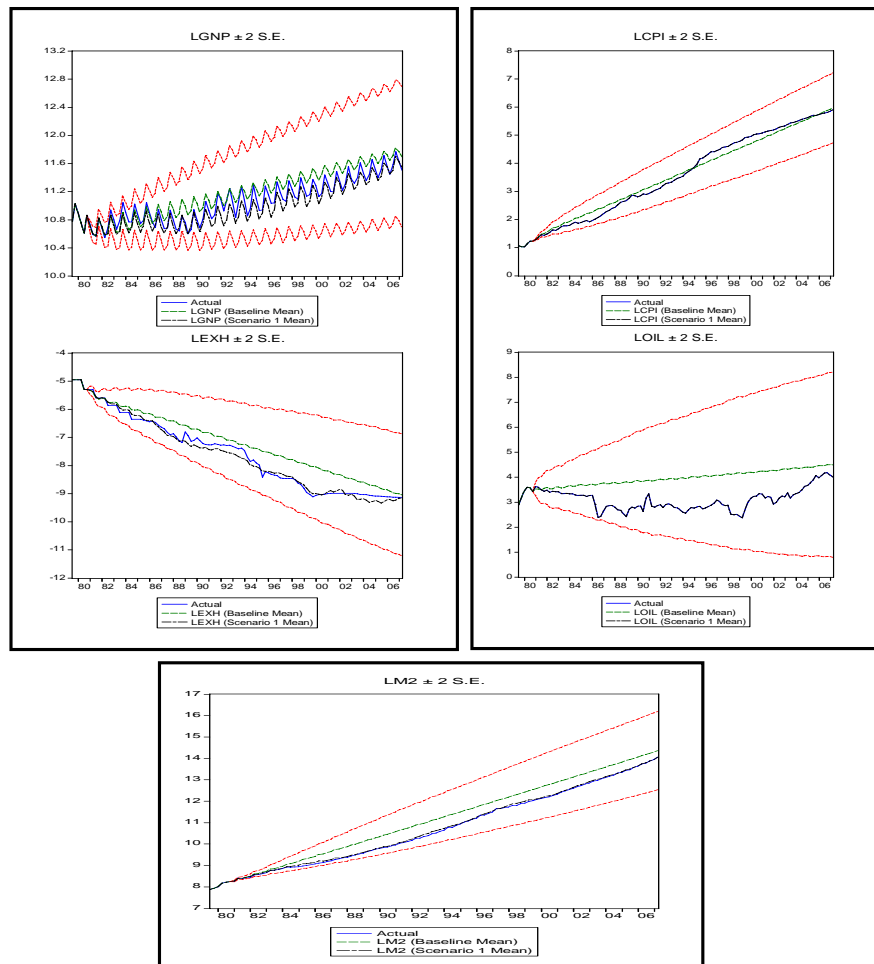 LGNP ± 2 S.E.
13.2
12.8
12.4
12.0
11.6
11.2
10.8
10.4
10.0
80 82 84 86 88 90 92 94 96 98 00 02 04 06
Actual
LGNP (Baseline Mean)
LGNP (Scenario 1 Mean)
LCPI ± 2 S.E.
8
7
6
5
4
3
2
1
0
80 82 84 86 88 90 92 94 96 98 00 02 04 06
Actual
LCPI (Baseline Mean)
LCPI (Scenario 1 Mean)
LEXH ± 2 S.E.
-4
-5
-6
-7
-8
-9
-10
-11
-12
80 82 84 86 88 90 92 94 96 98 00 02 04 06
Actual
LEXH (Baseline Mean)
LEXH (Scenario 1 Mean)
LOIL ± 2 S.E.
9
8
7
6
5
4
3
2
1
0
80 82 84 86 88 90 92 94 96 98 00 02 04 06
Actual
LOIL (Baseline Mean)
LOIL (Scenario 1 Mean)
LM2 ± 2 S.E.
17
16
15
14
13
12
11
10
9
8
7
80 82 84 86 88 90 92 94 96 98 00 02 04 06
Actual
LM2 (Baseline Mean)
LM2 (Scenario 1 Mean)